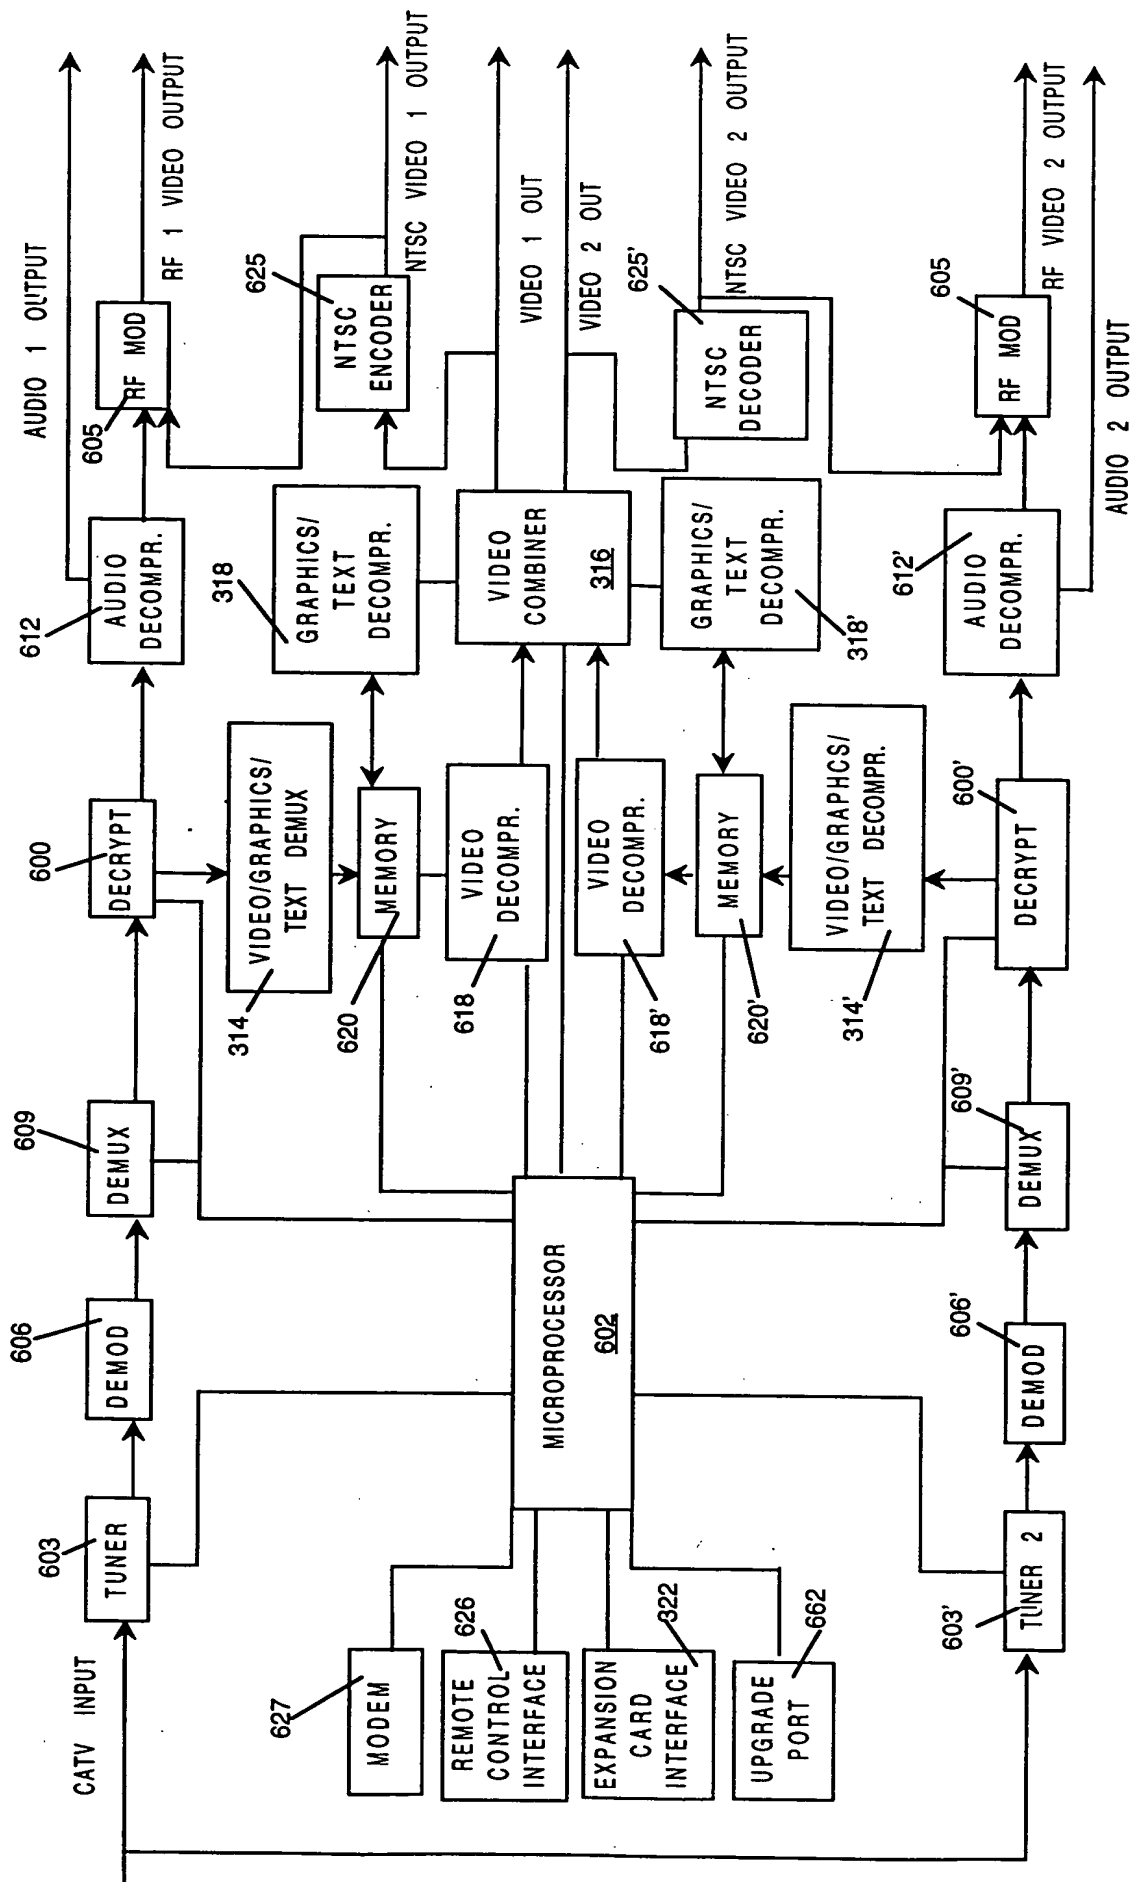 CATV INPUT
603
TUNER
606
DEMOD
609
DEMUX
600
DECRYPT
612
AUDIO
DECOMPR.
605
RF MOD
AUDIO 1 OUTPUT
RF 1 VIDEO OUTPUT
314
VIDEO/GRAPHICS/
TEXT DEMUX
318
GRAPHICS/
TEXT
DECOMPR.
625
NTSC
ENCODER
NTSC VIDEO 1 OUTPUT
627
MODEM
620
MEMORY
626
REMOTE
CONTROL
INTERFACE
618
VIDEO
DECOMPR.
VIDEO
COMBINER
316
VIDEO 1 OUT
VIDEO 2 OUT
MICROPROCESSOR
602
322
EXPANSION
CARD
INTERFACE
618'
VIDEO
DECOMPR.
625'
NTSC
DECODER
NTSC VIDEO 2 OUTPUT
662
UPGRADE
PORT
620'
MEMORY
GRAPHICS/
TEXT
DECOMPR.
318'
314'
VIDEO/GRAPHCS/
TEXT DECOMPR.
603'
TUNER 2
606'
DEMOD
609'
DEMUX
600'
DECRYPT
612'
AUDIO
DECOMPR.
605
RF MOD
RF VIDEO 2 OUTPUT
AUDIO 2 OUTPUT